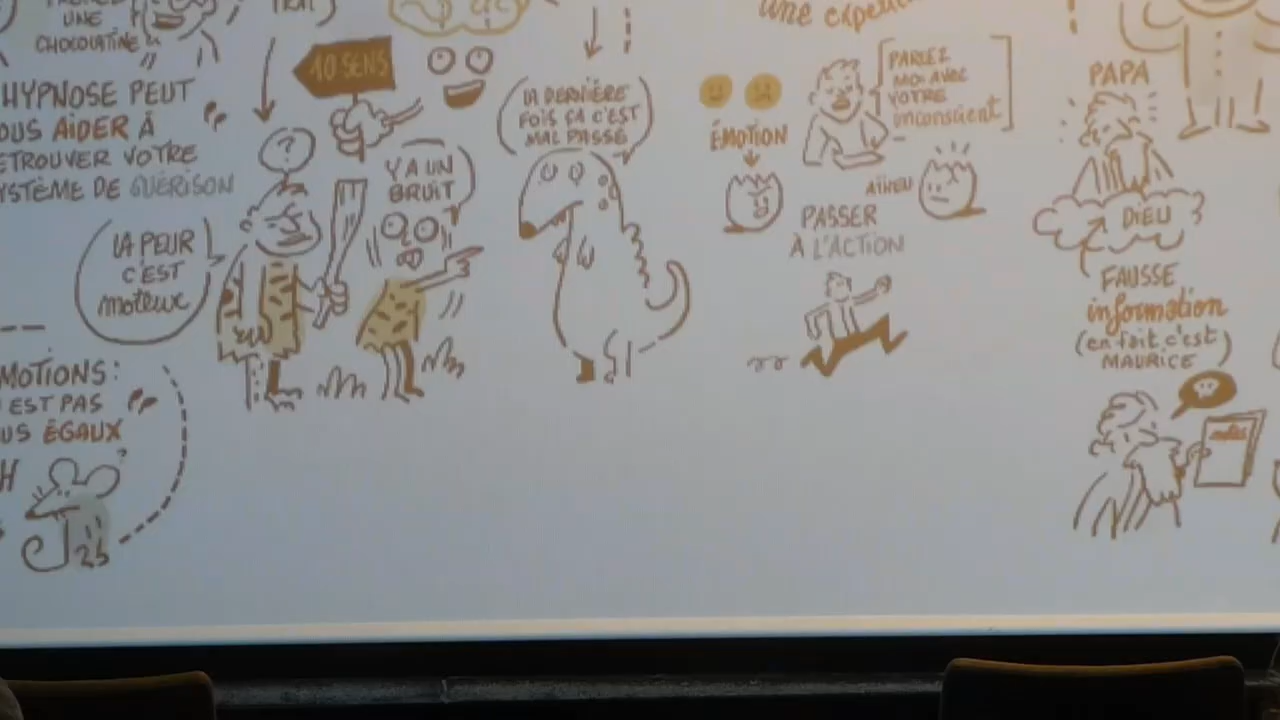 UNE
CHOCOLATINE
HYPNOSE PEUT
OUS AIDER À
ETROUVER VOTRE
YSTÈME DE GUÉRISON
10 SENS
?
LA PEUR
C'EST
moteur
Y A UN
BRUIT
MOTIONS:
EST PAS
US ÉGAUX
H
?
LA DERNIÈRE
FOIS ÇA C'EST
MAL PASSÉ
une expéri
ÉMOTION
PARLEZ
MOI AVEC
VOTRE
inconscient
AÏEEU
PASSER
À L'ACTION
PAPA
DIEU
FAUSSE
information
(en fait c'est
MAURICE)